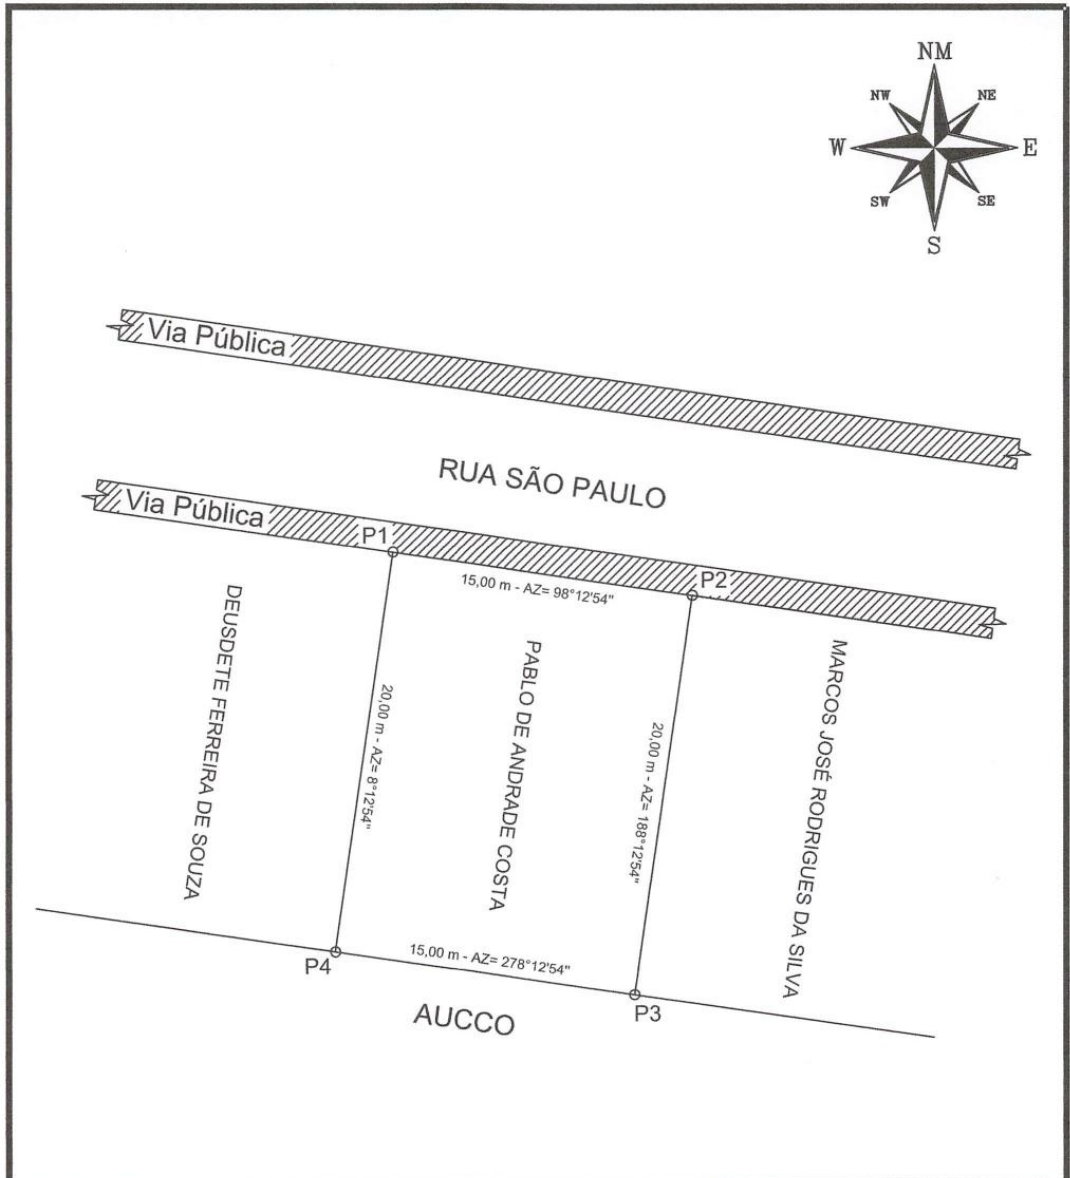 NM
NW
NE
W
E
SW
SE
S
Via Pública
RUA SÃO PAULO
Via Pública
P1
P2
15,00 m - AZ= 98°12'54"
DEUSDETE FERREIRA DE SOUZA
20,00 m - AZ= 8°12'54"
PABLO DE ANDRADE COSTA
20,00 m - AZ= 188°12'54"
MARCOS JOSÉ RODRIGUES DA SILVA
15,00 m - AZ= 278°12'54"
P4
P3
AUCCO